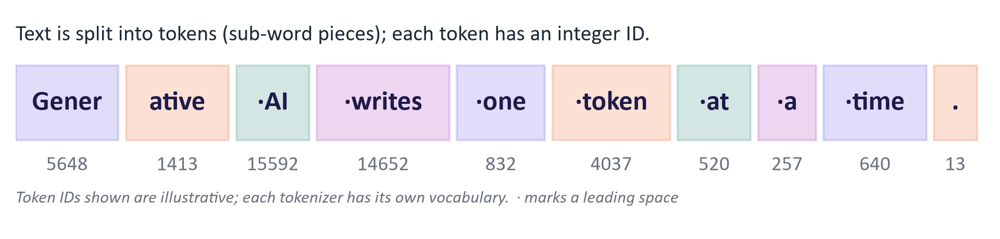 Text is split into tokens (sub-word pieces); each token has an integer ID.
Gener ative ·AI ·writes ·one ·token ·at ·a ·time .
5648 1413 15592 14652 832 4037 520 257 640 13
Token IDs shown are illustrative; each tokenizer has its own vocabulary. · marks a leading space